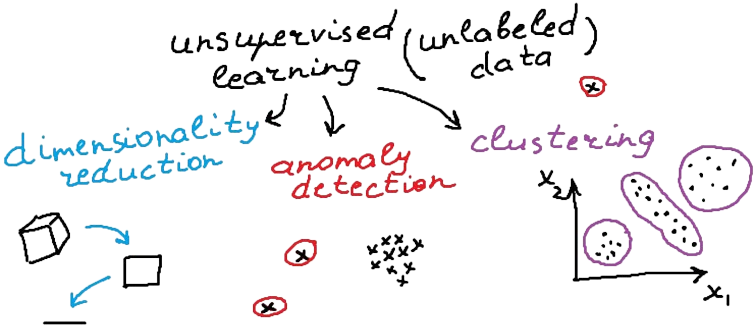 unsupervised (unlabeled
learning data)
dimensionality
reduction
anomaly
detection
clustering
x₂
x₁